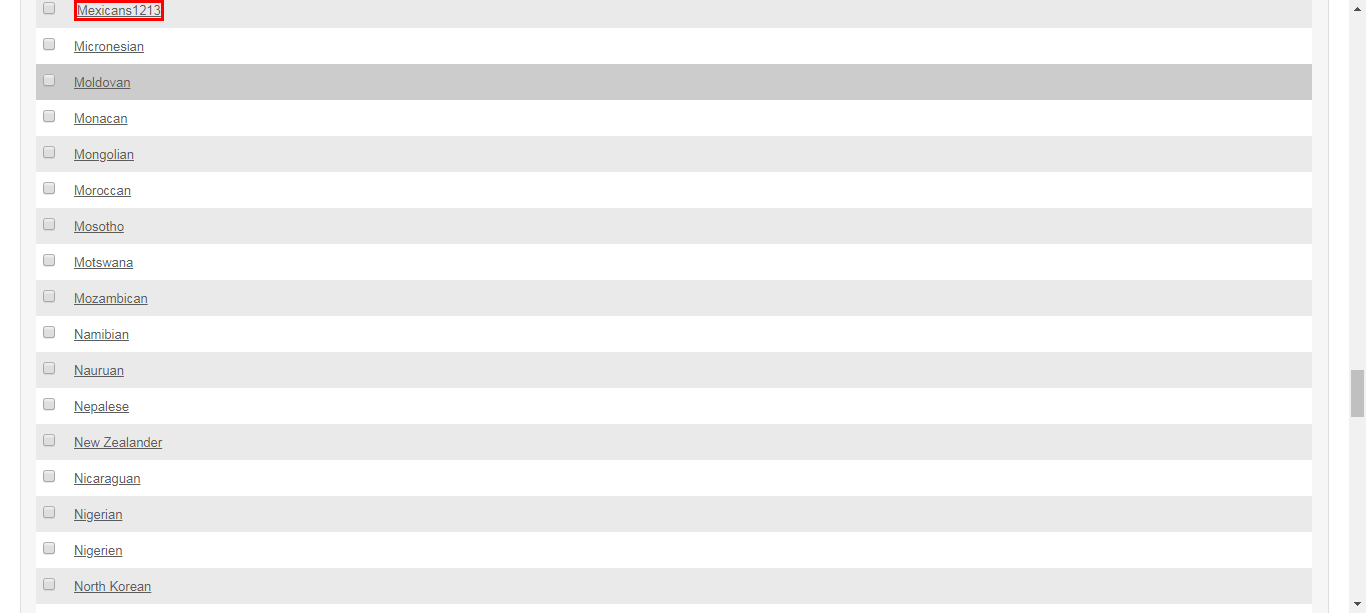 Mexicans1213
Micronesian
Moldovan
Monacan
Mongolian
Moroccan
Mosotho
Motswana
Mozambican
Namibian
Nauruan
Nepalese
New Zealander
Nicaraguan
Nigerian
Nigerien
North Korean